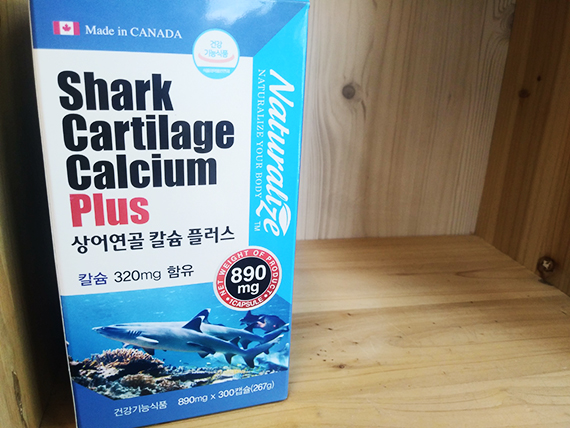 Made in CANADA
건강
기능식품
Shark
Cartilage
Calcium
Plus
상어연골 칼슘 플러스
칼슘 320mg 함유
Naturalize™
NATURALIZE YOUR BODY
NET WEIGHT OF PRODUCT
890
mg
1CAPSULE
건강기능식품 890mg x 300캡슐(267g)